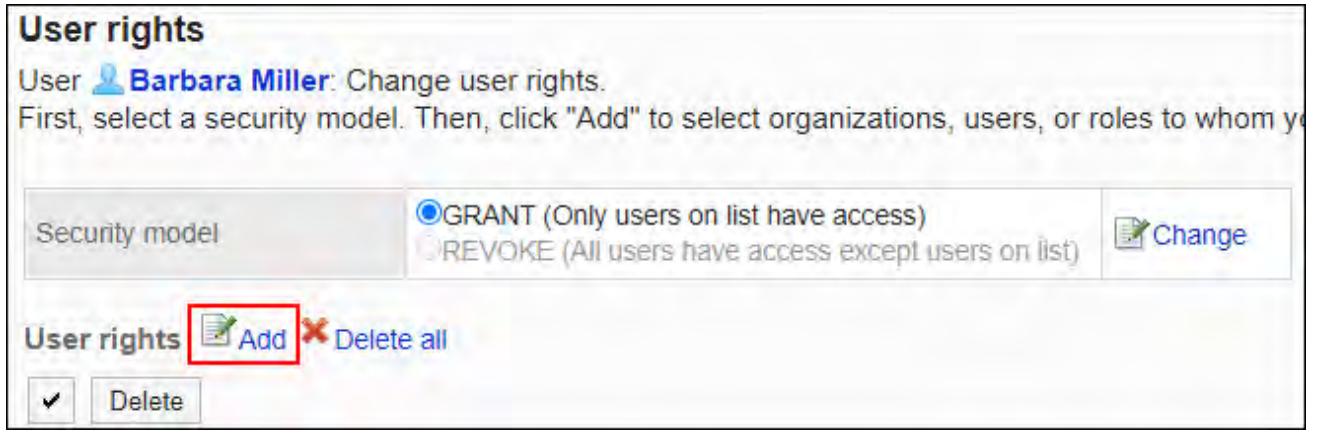 User rights
User Barbara Miller: Change user rights.
First, select a security model. Then, click "Add" to select organizations, users, or roles to whom
Security model
GRANT (Only users on list have access)
REVOKE (All users have access except users on list)
Change
User rights Add Delete all
Delete